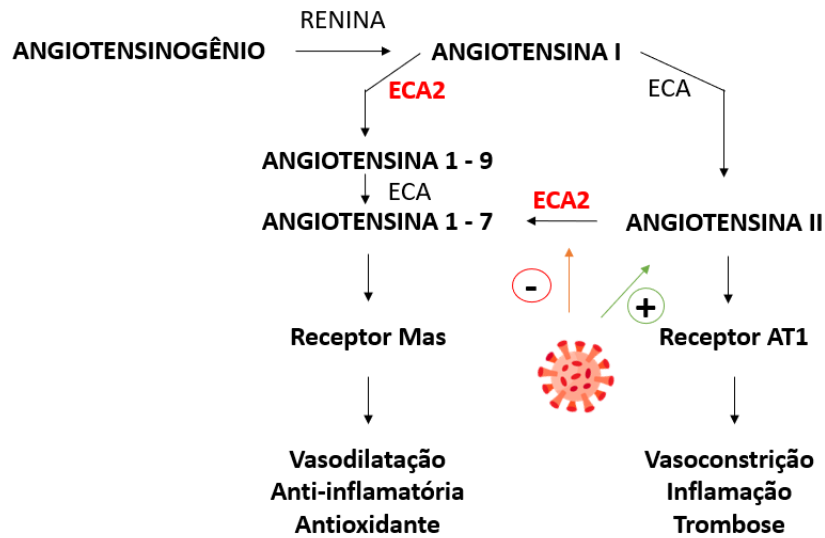 RENINA
ANGIOTENSINOGÊNIO
ANGIOTENSINA I
ECA2
ECA
ANGIOTENSINA 1 - 9
ECA
ECA2
ANGIOTENSINA 1 - 7
ANGIOTENSINA II
-
+
Receptor Mas
Receptor AT1
Vasodilatação
Anti-inflamatória
Antioxidante
Vasoconstrição
Inflamação
Trombose